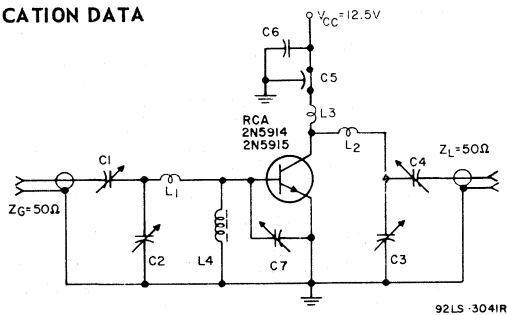 CATION DATA
VCC=12.5V
C6
C5
RCA
2N5914
2N5915
L3
L2
C1
C4
ZL=50Ω
L1
ZG=50Ω
C2
L4
C7
C3
92LS-3041R